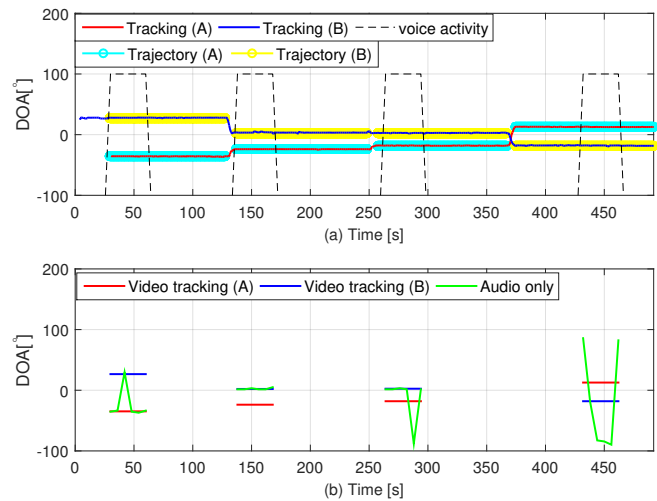 200
Tracking (A) Tracking (B) voice activity
Trajectory (A) Trajectory (B)
100
0
-100
DOA[°]
0 50 100 150 200 250 300 350 400 450
(a) Time [s]
200
Video tracking (A) Video tracking (B) Audio only
100
0
-100
DOA[°]
0 50 100 150 200 250 300 350 400 450
(b) Time [s]